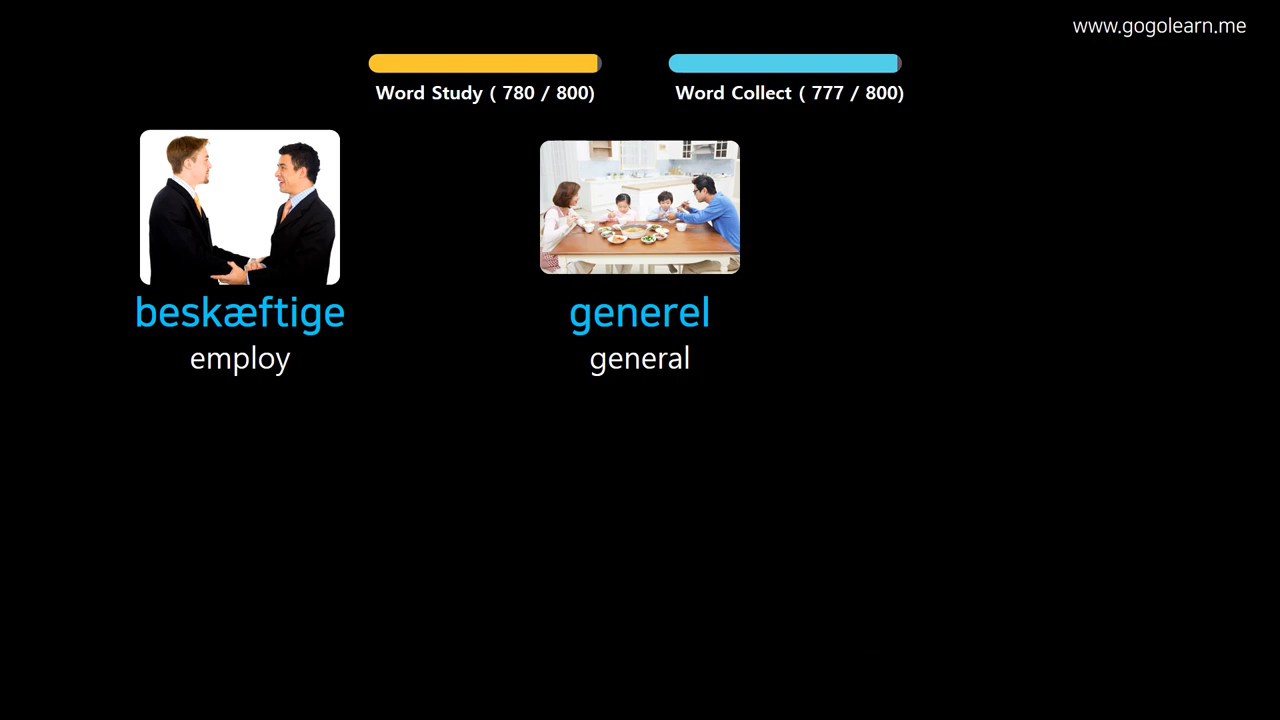 www.gogolearn.me
Word Study ( 780 / 800)
Word Collect ( 777 / 800)
beskæftige
employ
generel
general